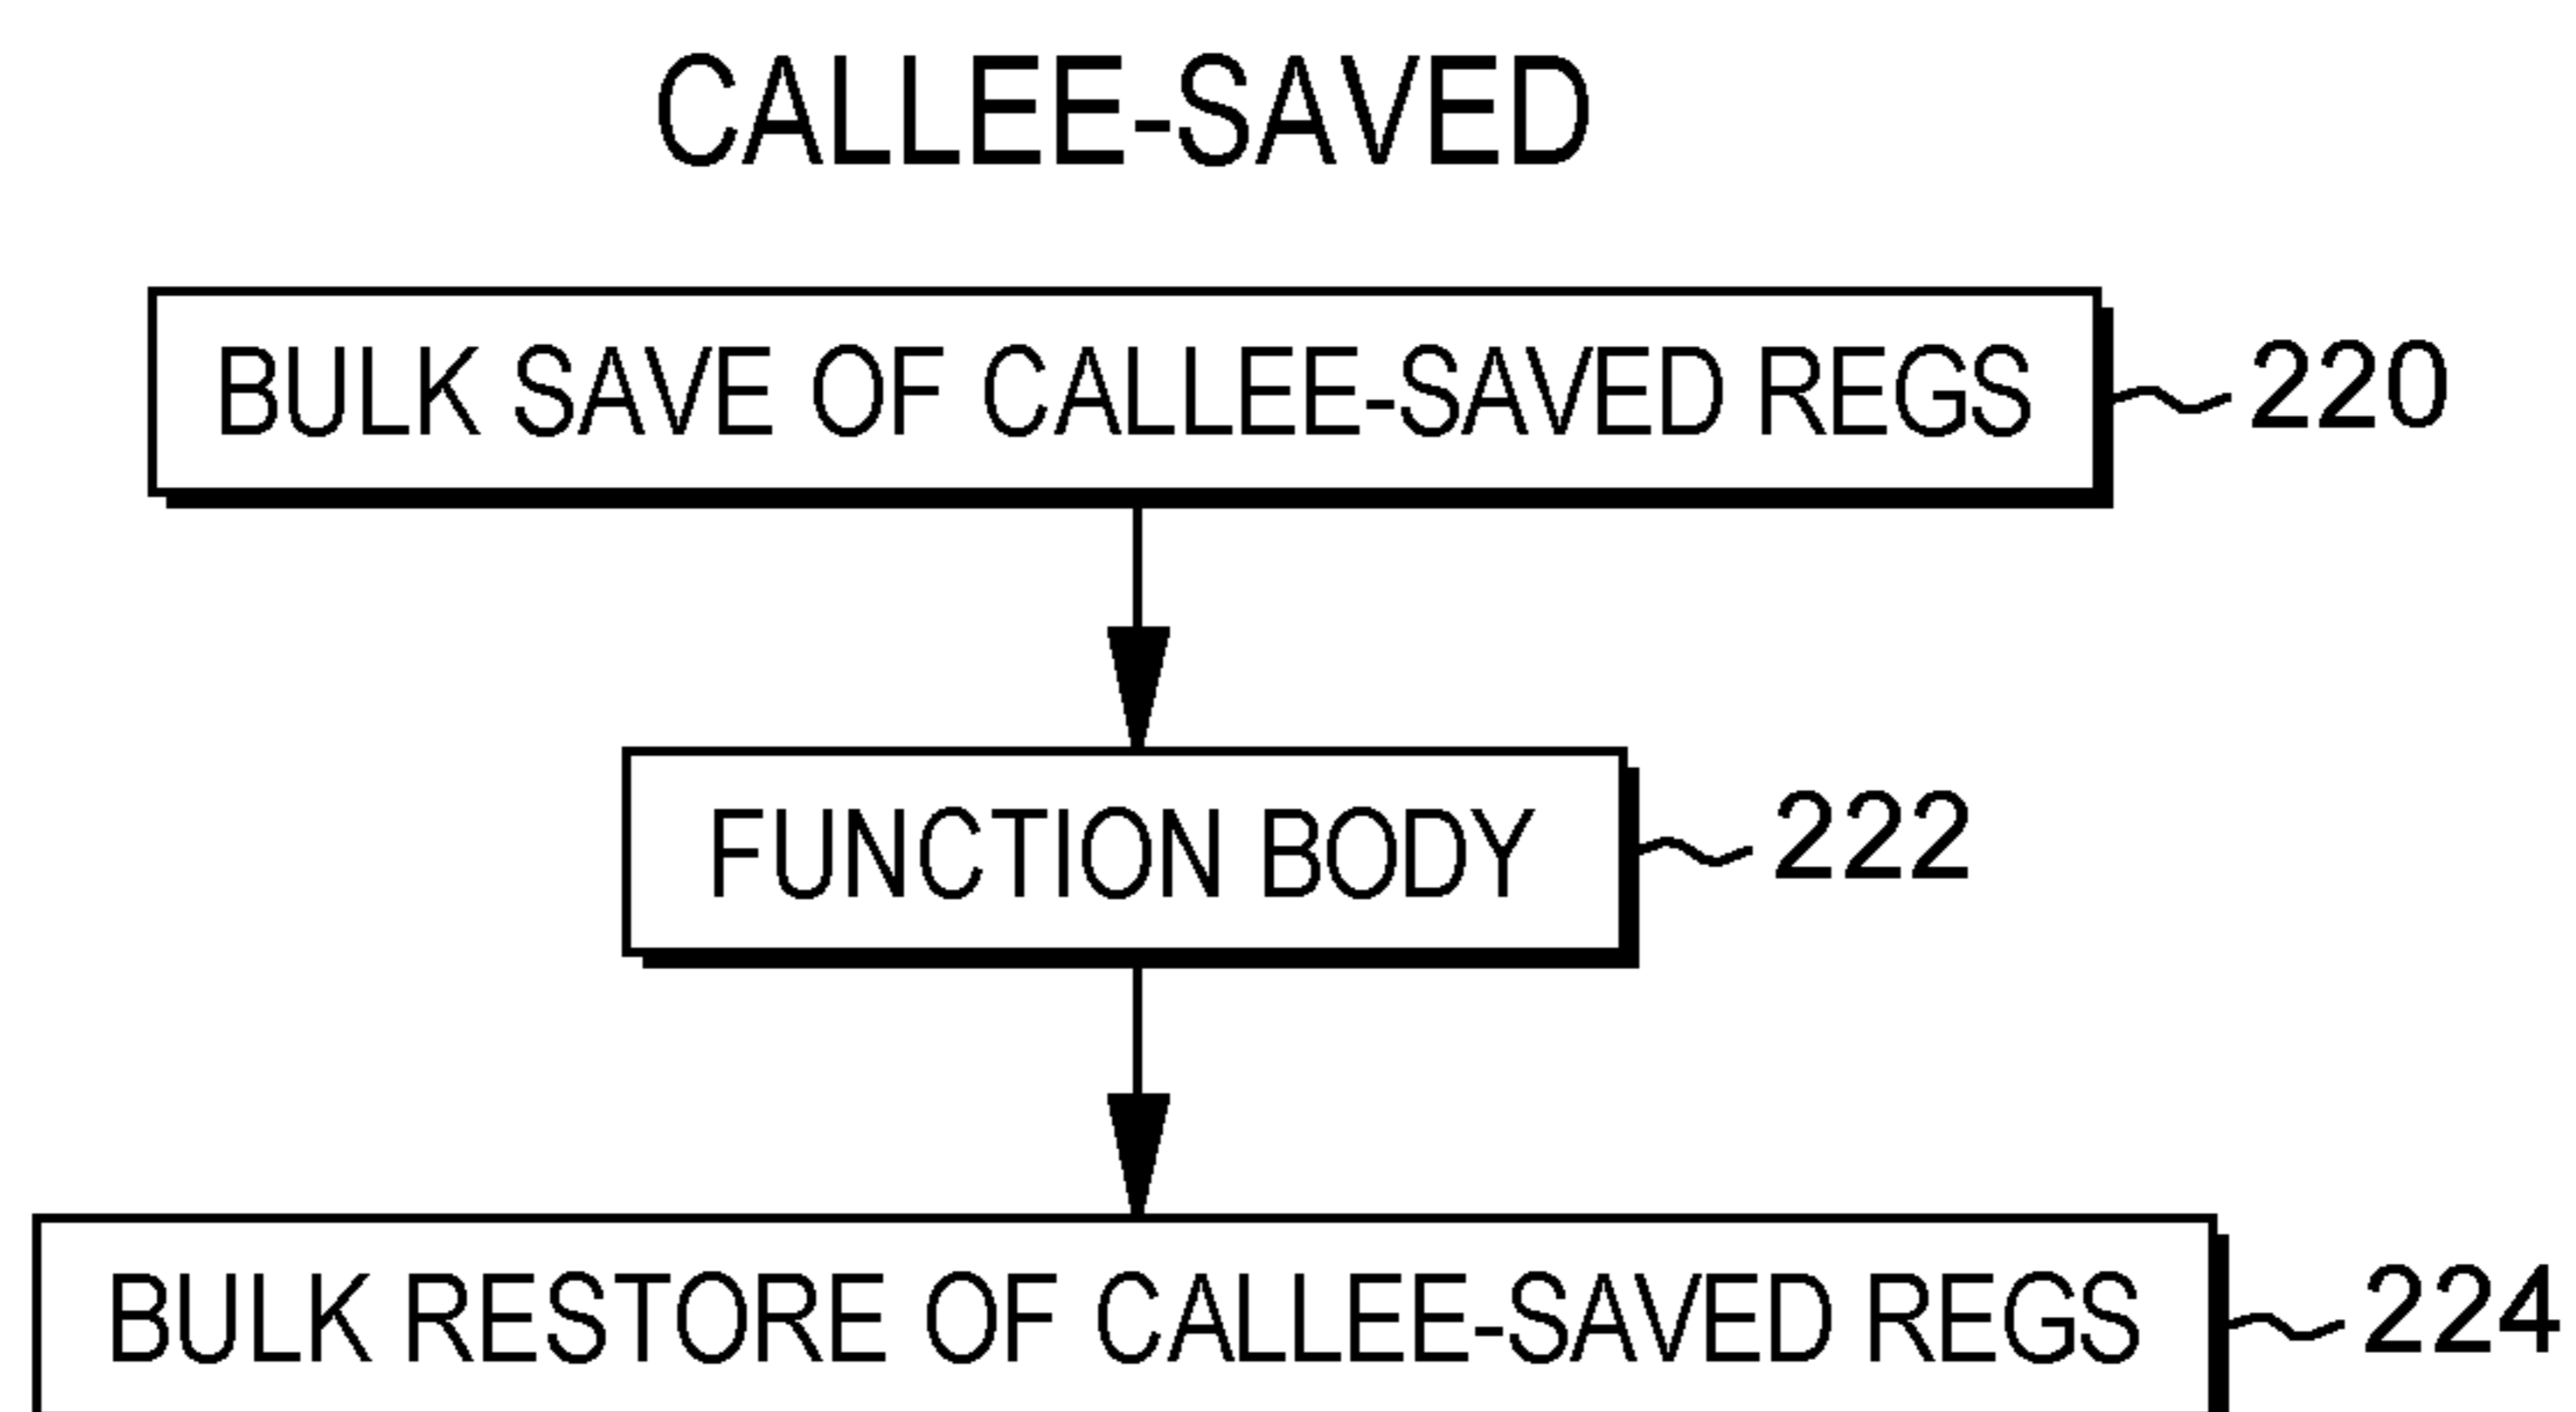 CALLEE-SAVED
BULK SAVE OF CALLEE-SAVED REGS 220
FUNCTION BODY 222
BULK RESTORE OF CALLEE-SAVED REGS 224